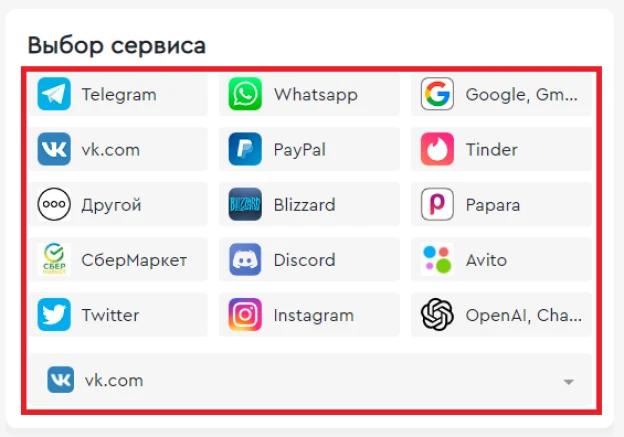 Выбор сервиса
Telegram Whatsapp Google, Gm...
vk.com PayPal Tinder
Другой Blizzard Papara
СберМаркет Discord Avito
Twitter Instagram OpenAI, Cha...
vk.com